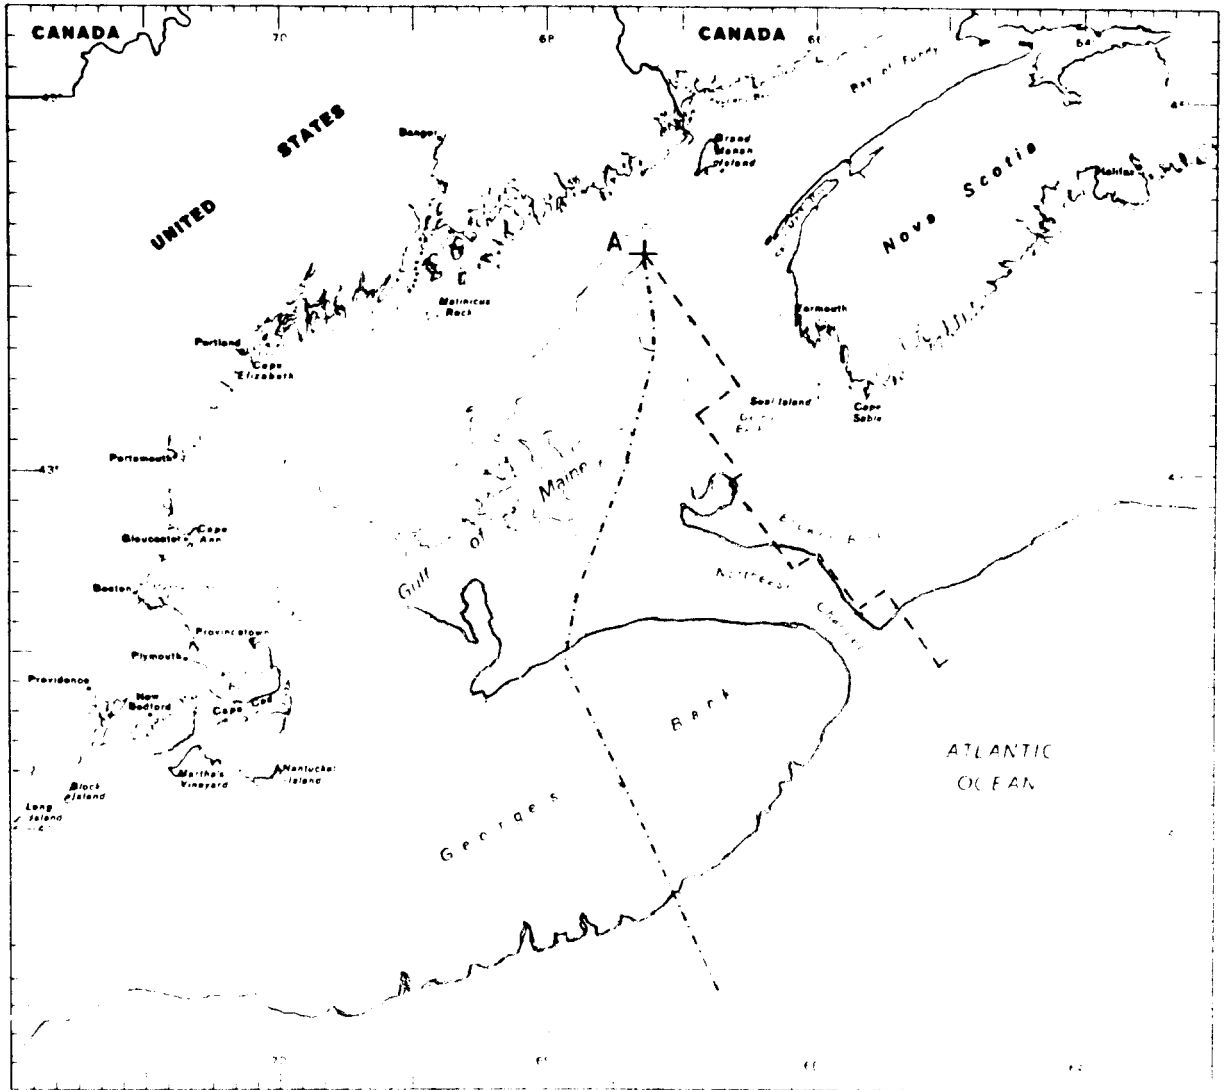 CANADA
CANADA
Bay of Fundy
UNITED
STATES
Bangor
Grand
Manan
Island
Nova Scotia
Halifax
A
Matinicus
Rock
Yarmouth
Portland
Cape
Elizabeth
Seal Island
Cape
Sable
Portsmouth
43°
Gulf of Maine
Gloucester
Cape
Ann
Boston
Northeast
Channel
Provincetown
Plymouth
Providence
New
Bedford
Cape Cod
Georges Bank
Martha's
Vineyard
Nantucket
Island
Block
Island
Long
Island
ATLANTIC
OCEAN